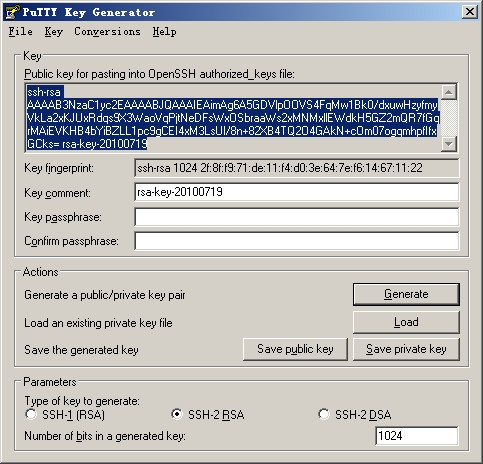 PuTTY Key Generator
File Key Conversions Help
Key
Public key for pasting into OpenSSH authorized_keys file:
ssh-rsa
GCks= rsa-key-20100719
Key fingerprint: ssh-rsa 1024 2f:8f:f9:71:de:11:f4:d0:3e:64:7e:f6:14:67:11:22
Key comment: rsa-key-20100719
Key passphrase:
Confirm passphrase:
Actions
Generate a public/private key pair Generate
Load an existing private key file Load
Save the generated key Save public key Save private key
Parameters
Type of key to generate:
SSH-1 (RSA) SSH-2 RSA SSH-2 DSA
Number of bits in a generated key: 1024